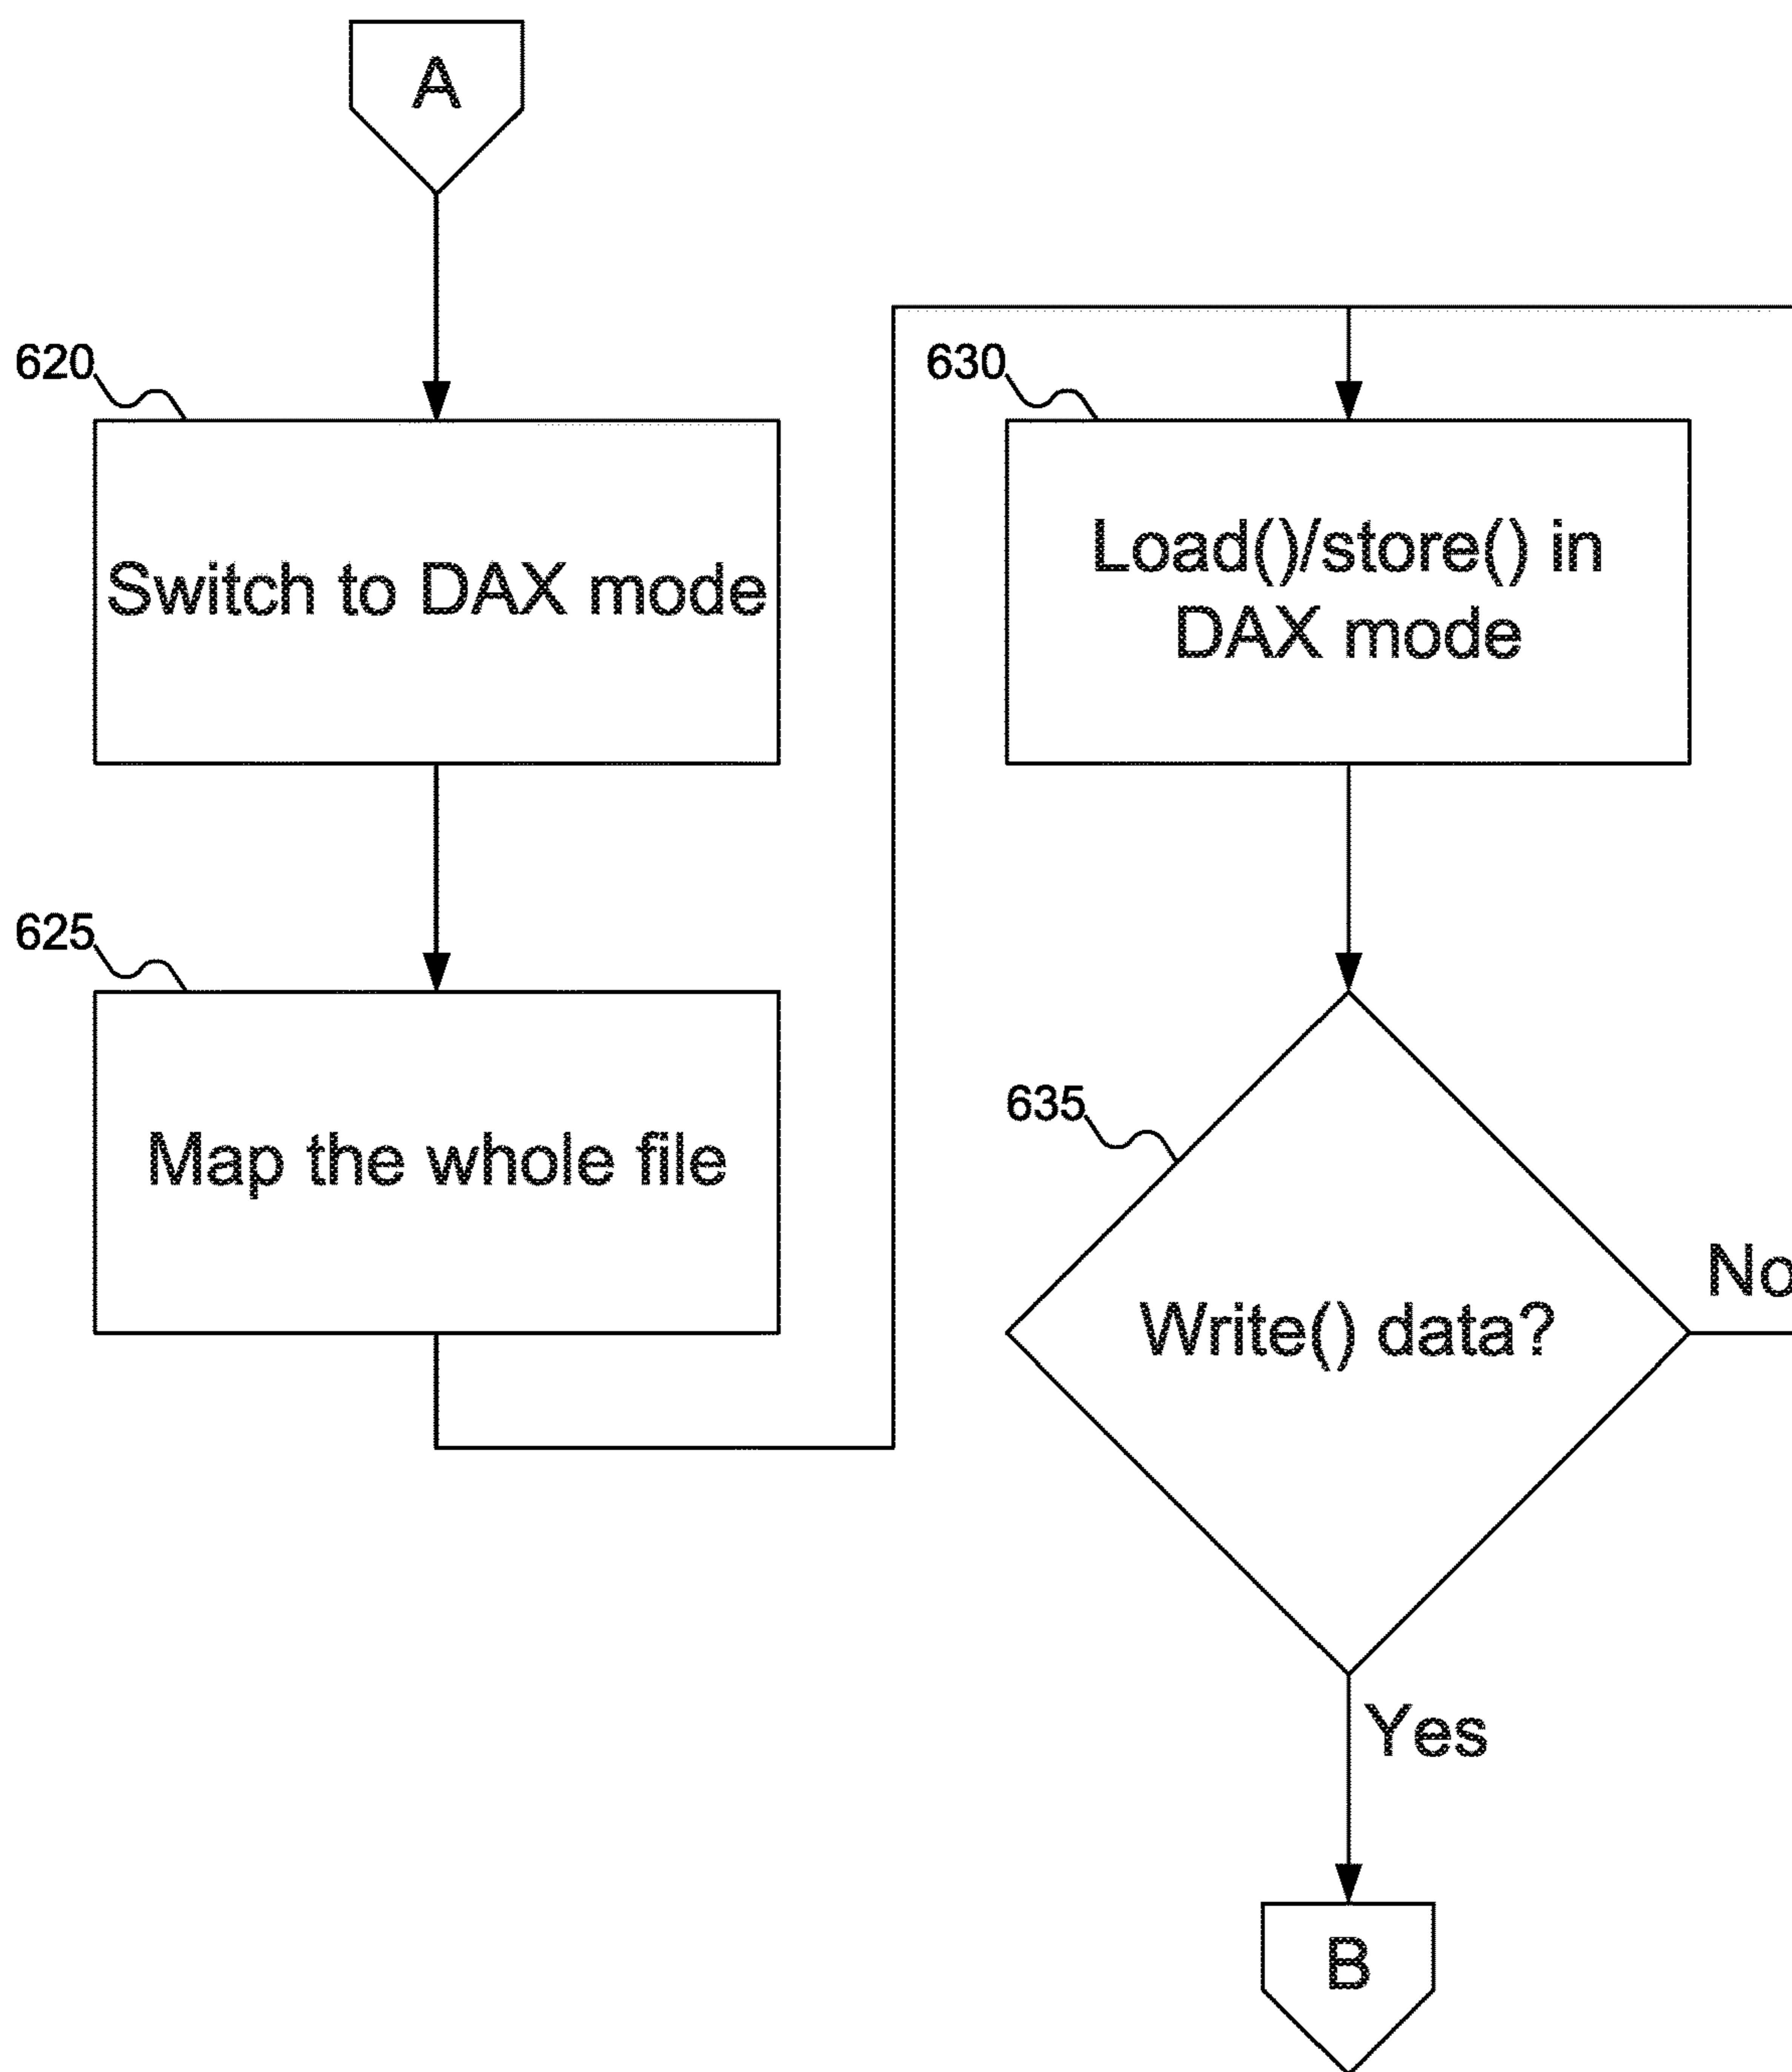 A
620
Switch to DAX mode
625
Map the whole file
630
Load()/store() in
DAX mode
635
Write() data?
No
Yes
B